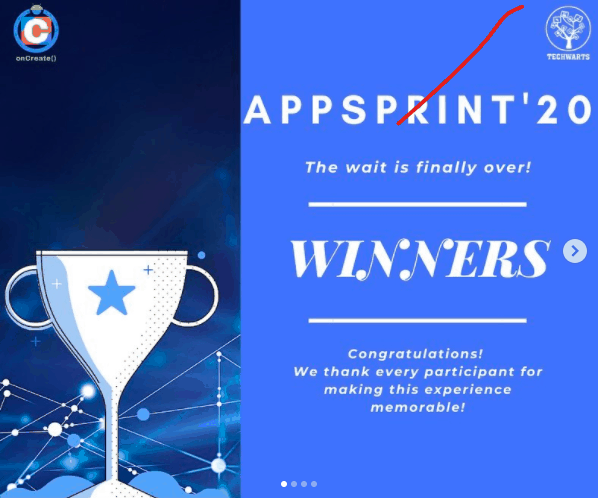 C
onCreate()
TECHWARTS
APPSPRINT'20
The wait is finally over!
WINNERS
Congratulations!
We thank every participant for
making this experience
memorable!